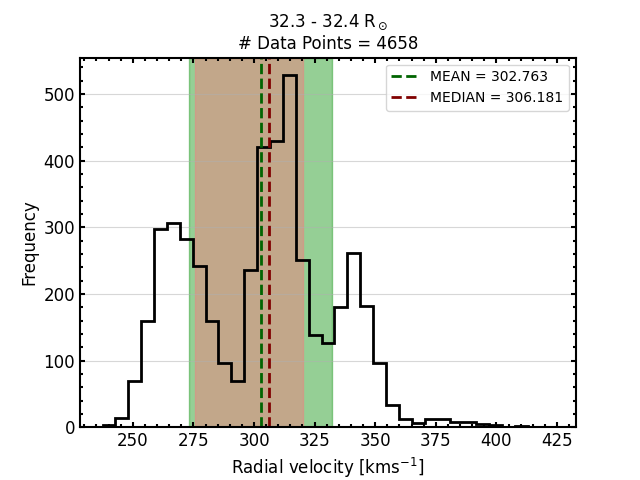 32.3 - 32.4 R⊙
# Data Points = 4658
MEAN = 302.763
MEDIAN = 306.181
Frequency
500
400
300
200
100
0
250 275 300 325 350 375 400 425
Radial velocity [kms⁻¹]